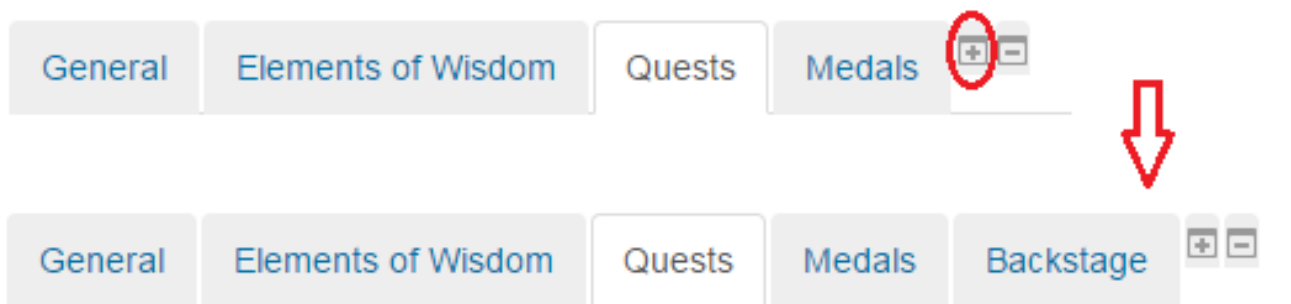 General Elements of Wisdom Quests Medals
General Elements of Wisdom Quests Medals Backstage